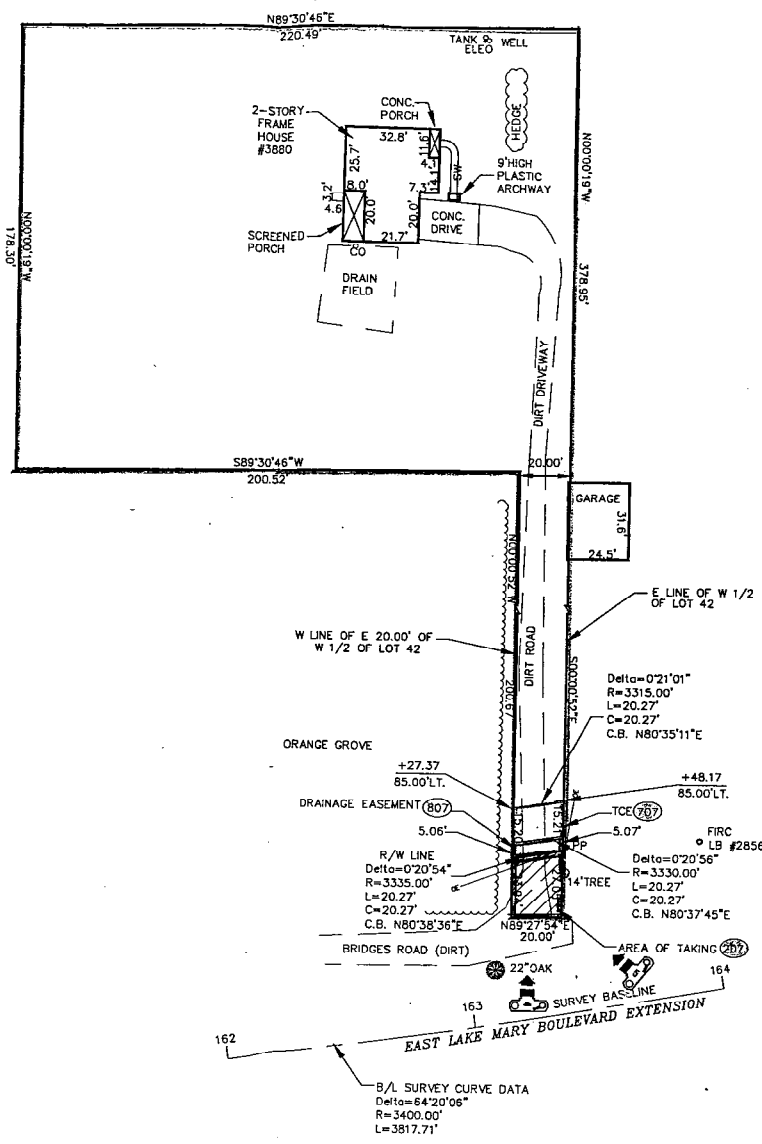 N89°30'46"E
220.49'
TANK & WELL
ELEO
HEDGE
CONC.
PORCH
2-STORY
FRAME
HOUSE
#3880
32.8'
11.6'
25.7'
4.1'
14.1'
SW
9'HIGH
PLASTIC
ARCHWAY
N00°00'19"W
378.95'
N00°00'19"W
178.30'
3.2'
8.0'
7.3'
4.6
20.0'
20.0'
CONC.
DRIVE
SCREENED
PORCH
21.7'
CO
DRAIN
FIELD
DIRT DRIVEWAY
S89°30'46"W
200.52'
20.00'
GARAGE
31.6'
24.5'
N00°00'52"W
200.67'
E LINE OF W 1/2
OF LOT 42
W LINE OF E 20.00' OF
W 1/2 OF LOT 42
DIRT ROAD
S00°00'52"E
Delta=0°21'01"
R=3315.00'
L=20.27'
C=20.27'
C.B. N80°35'11"E
ORANGE GROVE
+27.37
85.00'LT.
+48.17
85.00'LT.
DRAINAGE EASEMENT 807
15.20'
15.21'
TCE 707
5.06'
5.07'
PP
FIRC
LB #2856
R/W LINE
Delta=0°20'54"
R=3335.00'
L=20.27'
C=20.27'
C.B. N80°38'36"E
Delta=0°20'56"
R=3330.00'
L=20.27'
C=20.27'
C.B. N80°37'45"E
14"TREE
N89°27'54"E
20.00'
AREA OF TAKING 207
BRIDGES ROAD (DIRT)
22"OAK
SURVEY BASELINE
162
163
164
EAST LAKE MARY BOULEVARD EXTENSION
B/L SURVEY CURVE DATA
Delta=64°20'06"
R=3400.00'
L=3817.71'